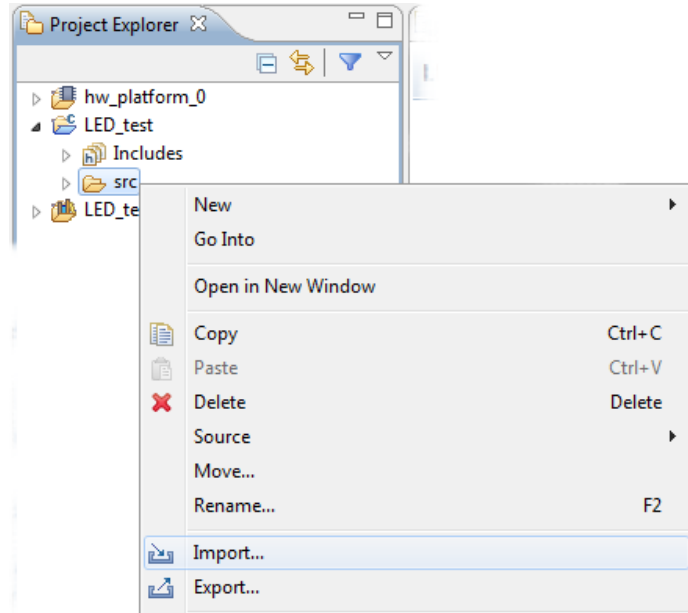 Project Explorer
hw_platform_0
LED_test
Includes
src
LED_te
New
Go Into
Open in New Window
Copy Ctrl+C
Paste Ctrl+V
Delete Delete
Source
Move...
Rename... F2
Import...
Export...